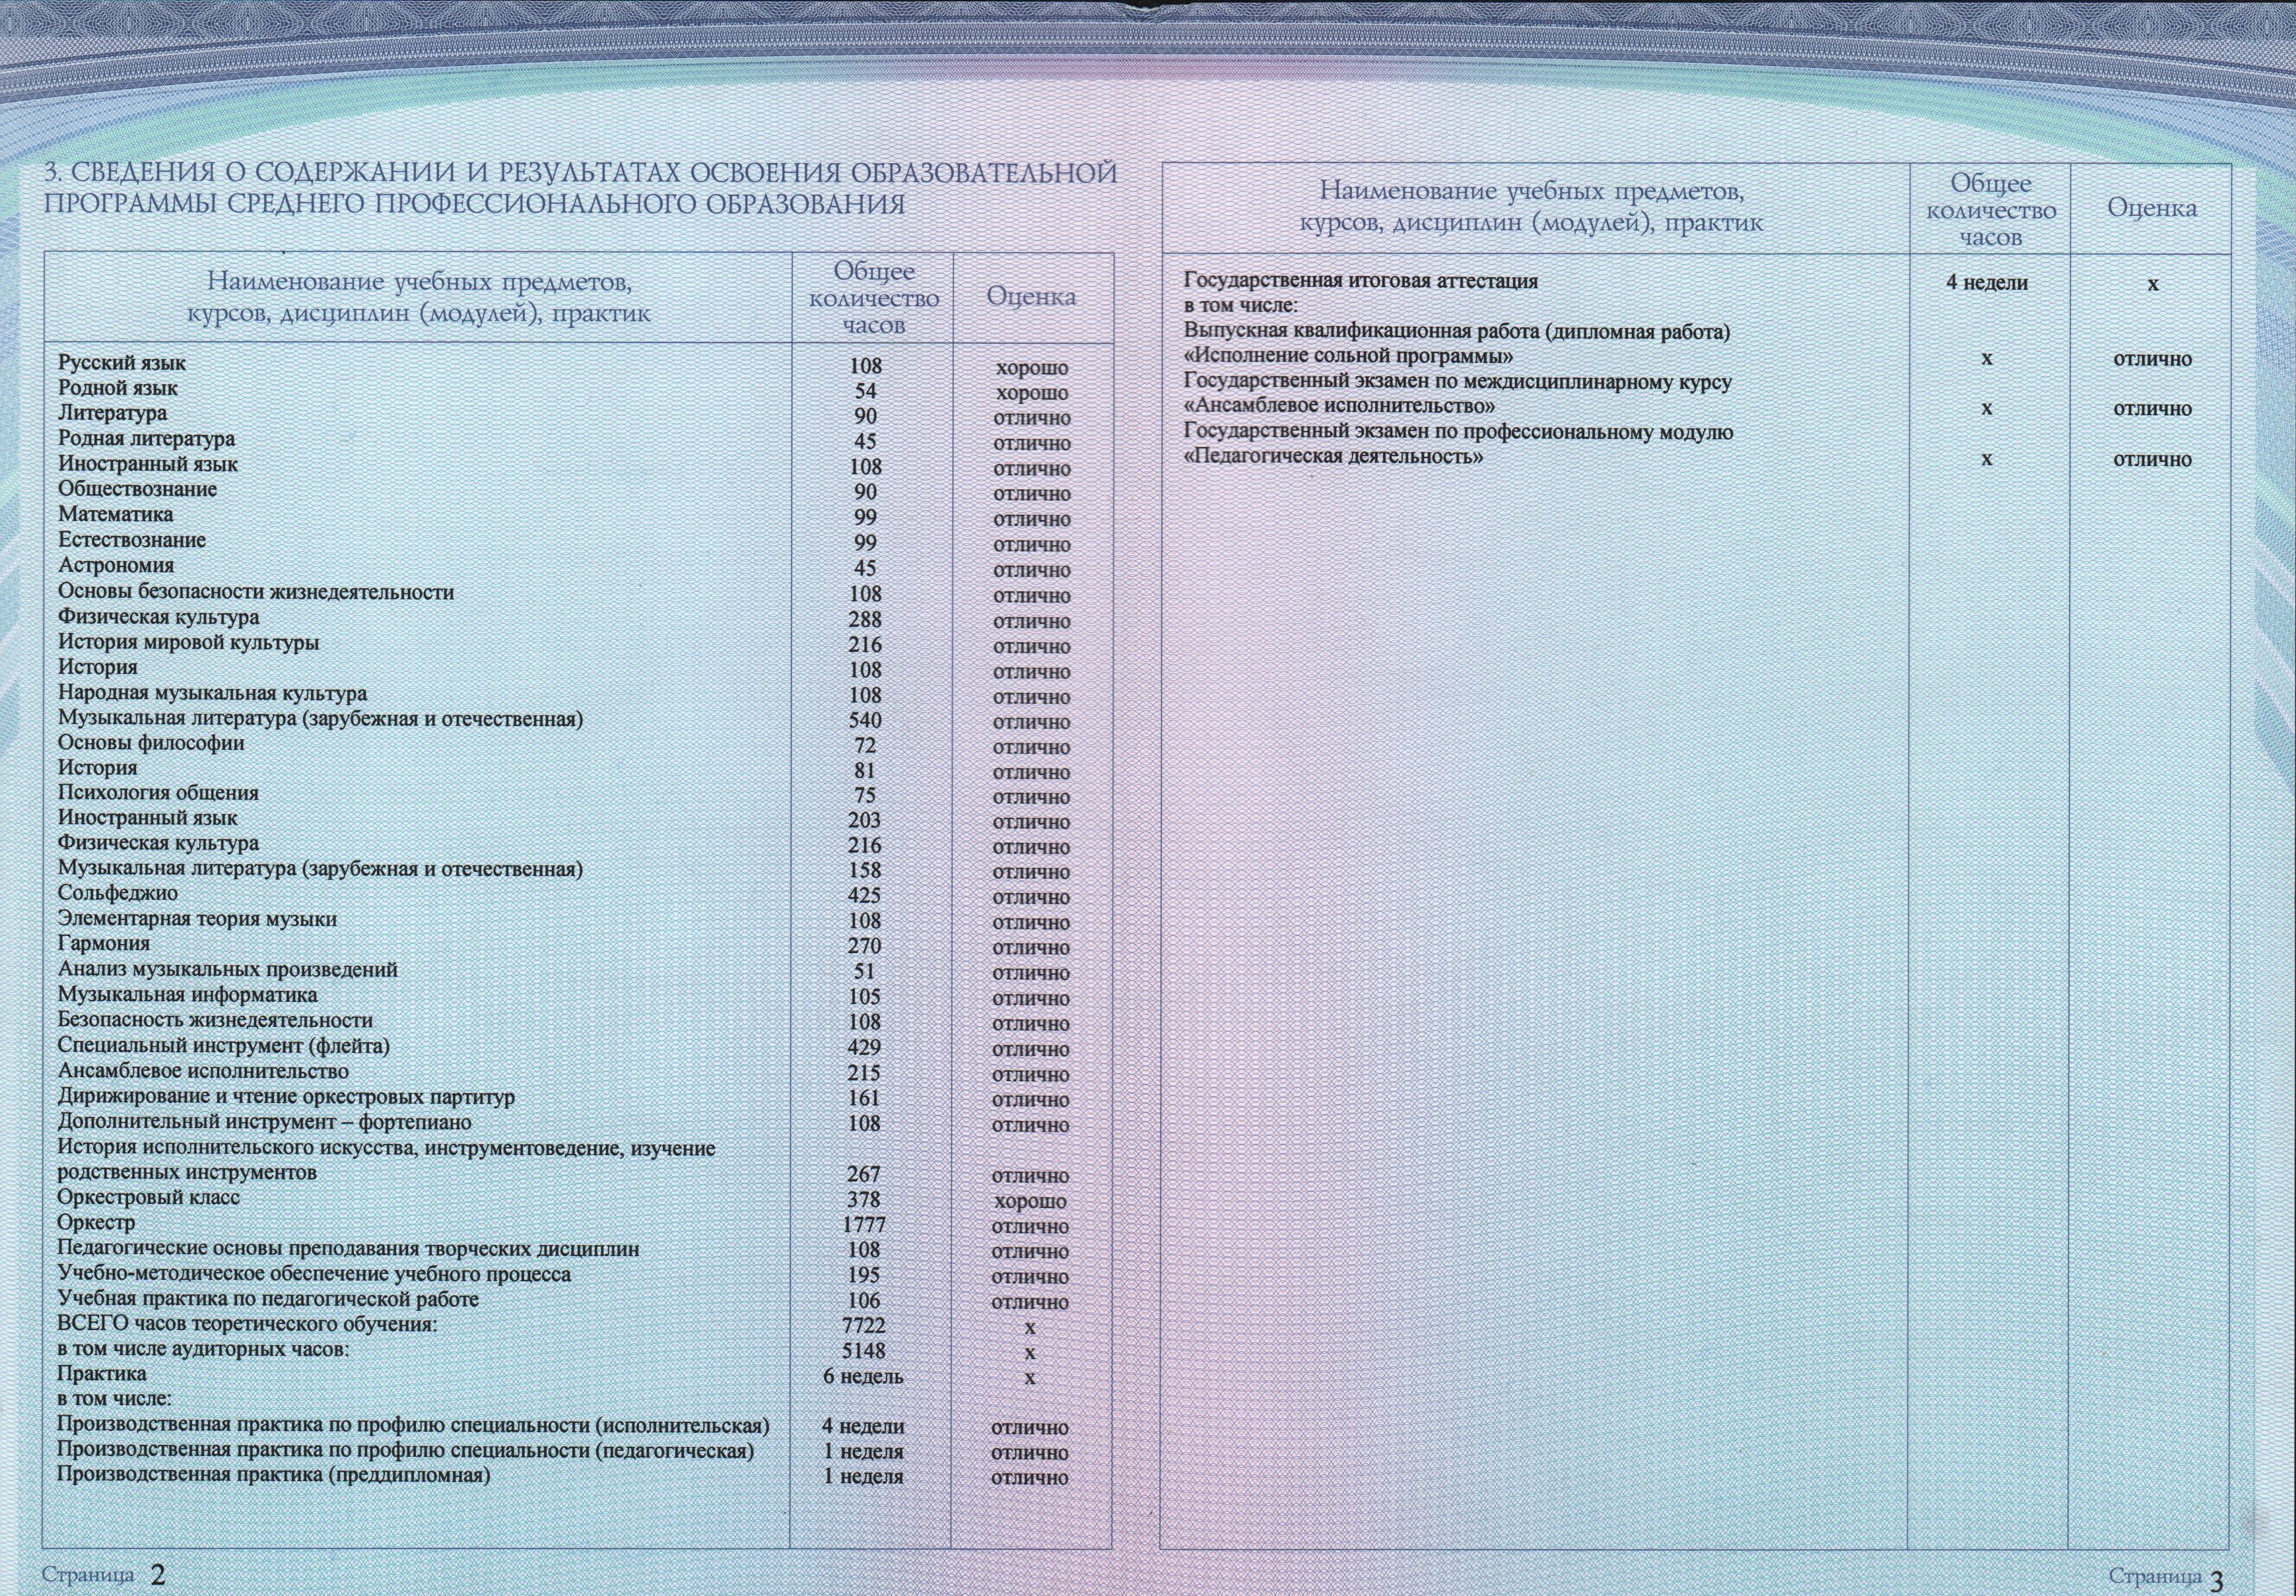 3. СВЕДЕНИЯ О СОДЕРЖАНИИ И РЕЗУЛЬТАТАХ ОСВОЕНИЯ ОБРАЗОВАТЕЛЬНОЙ
ПРОГРАММЫ СРЕДНЕГО ПРОФЕССИОНАЛЬНОГО ОБРАЗОВАНИЯ
Наименование учебных предметов,
курсов, дисциплин (модулей), практик
Общее
количество
часов
Оценка
Русский язык 108 хорошо
Родной язык 54 хорошо
Литература 90 отлично
Родная литература 45 отлично
Иностранный язык 108 отлично
Обществознание 90 отлично
Математика 99 отлично
Естествознание 99 отлично
Астрономия 45 отлично
Основы безопасности жизнедеятельности 108 отлично
Физическая культура 288 отлично
История мировой культуры 216 отлично
История 108 отлично
Народная музыкальная культура 108 отлично
Музыкальная литература (зарубежная и отечественная) 540 отлично
Основы философии 72 отлично
История 81 отлично
Психология общения 75 отлично
Иностранный язык 203 отлично
Физическая культура 216 отлично
Музыкальная литература (зарубежная и отечественная) 158 отлично
Сольфеджио 425 отлично
Элементарная теория музыки 108 отлично
Гармония 270 отлично
Анализ музыкальных произведений 51 отлично
Музыкальная информатика 105 отлично
Безопасность жизнедеятельности 108 отлично
Специальный инструмент (флейта) 429 отлично
Ансамблевое исполнительство 215 отлично
Дирижирование и чтение оркестровых партитур 161 отлично
Дополнительный инструмент – фортепиано 108 отлично
История исполнительского искусства, инструментоведение, изучение
родственных инструментов 267 отлично
Оркестровый класс 378 хорошо
Оркестр 1777 отлично
Педагогические основы преподавания творческих дисциплин 108 отлично
Учебно-методическое обеспечение учебного процесса 195 отлично
Учебная практика по педагогической работе 106 отлично
ВСЕГО часов теоретического обучения: 7722 х
в том числе аудиторных часов: 5148 х
Практика 6 недель х
в том числе:
Производственная практика по профилю специальности (исполнительская) 4 недели отлично
Производственная практика по профилю специальности (педагогическая) 1 неделя отлично
Производственная практика (преддипломная) 1 неделя отлично
Страница 2
Наименование учебных предметов,
курсов, дисциплин (модулей), практик
Общее
количество
часов
Оценка
Государственная итоговая аттестация 4 недели х
в том числе:
Выпускная квалификационная работа (дипломная работа)
«Исполнение сольной программы» х отлично
Государственный экзамен по междисциплинарному курсу
«Ансамблевое исполнительство» х отлично
Государственный экзамен по профессиональному модулю
«Педагогическая деятельность» х отлично
Страница 3